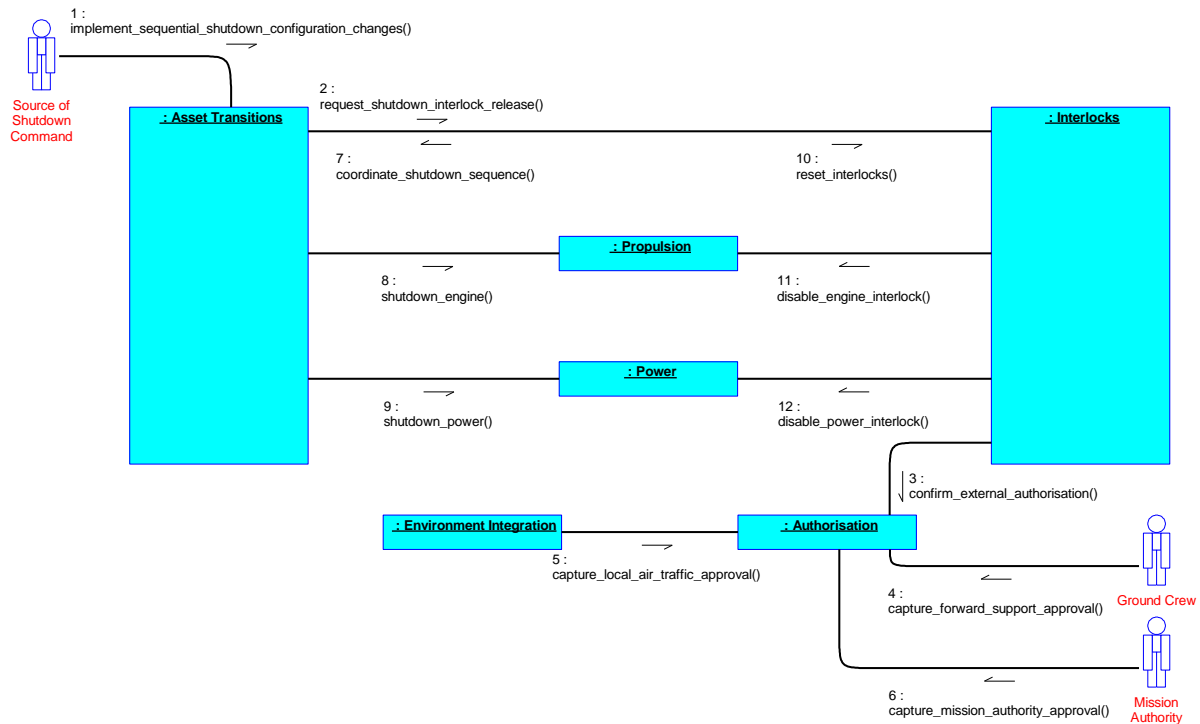 1 :
implement_sequential_shutdown_configuration_changes()
Source of
Shutdown
Command
: Asset Transitions
2 :
request_shutdown_interlock_release()
: Interlocks
7 :
coordinate_shutdown_sequence()
10 :
reset_interlocks()
: Propulsion
8 :
shutdown_engine()
11 :
disable_engine_interlock()
: Power
9 :
shutdown_power()
12 :
disable_power_interlock()
3 :
confirm_external_authorisation()
: Environment Integration
: Authorisation
5 :
capture_local_air_traffic_approval()
4 :
capture_forward_support_approval()
Ground Crew
6 :
capture_mission_authority_approval()
Mission
Authority